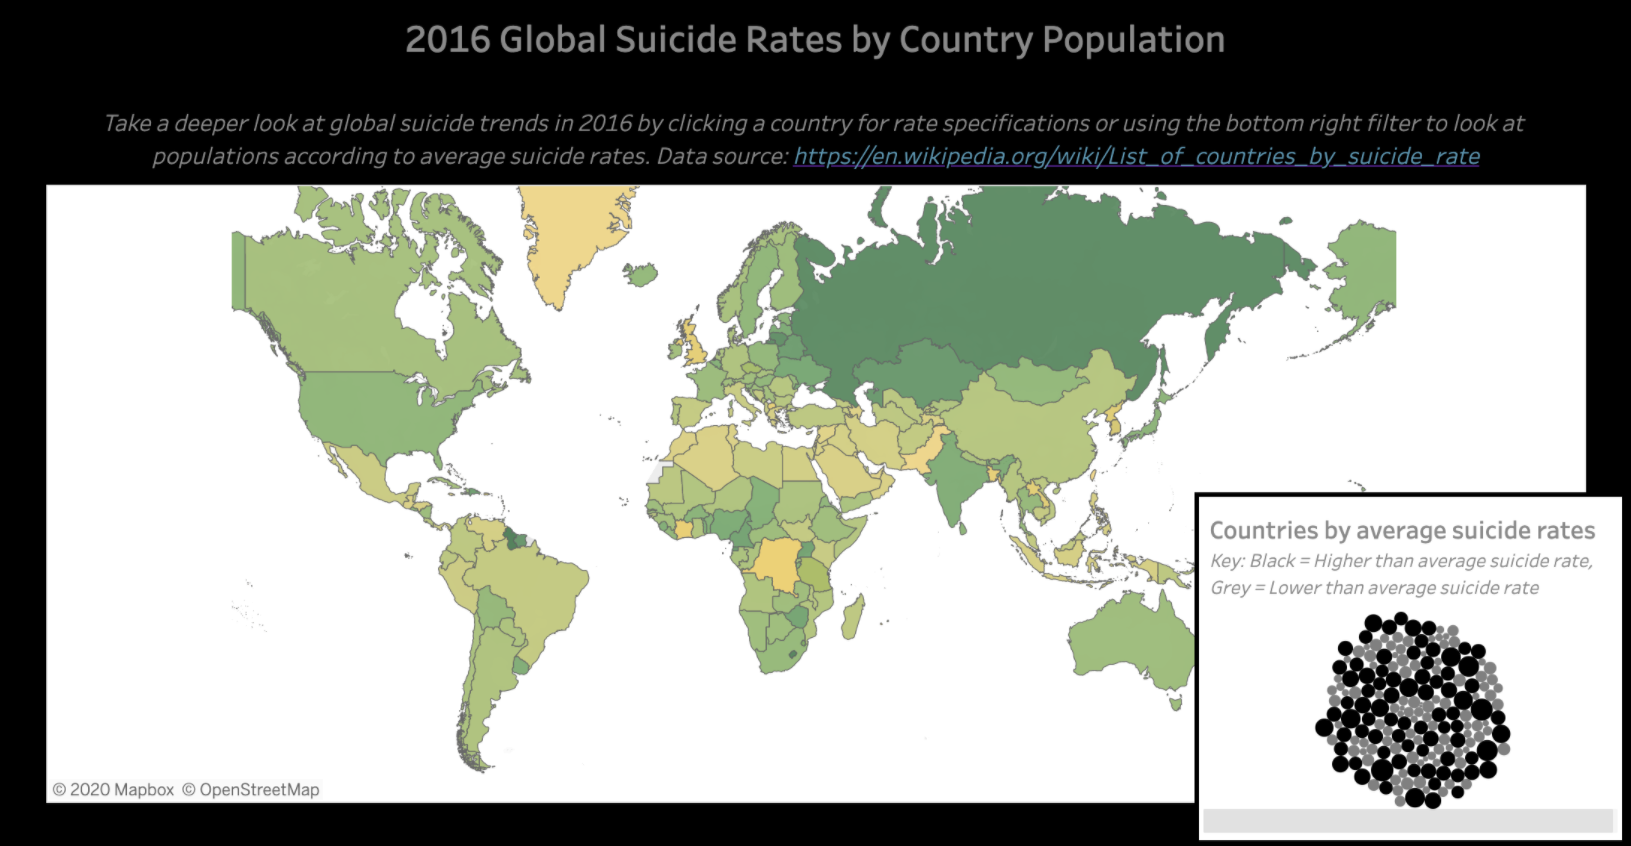 2016 Global Suicide Rates by Country Population
Take a deeper look at global suicide trends in 2016 by clicking a country for rate specifications or using the bottom right filter to look at
populations according to average suicide rates. Data source: https://en.wikipedia.org/wiki/List_of_countries_by_suicide_rate
Countries by average suicide rates
Key: Black = Higher than average suicide rate,
Grey = Lower than average suicide rate
© 2020 Mapbox © OpenStreetMap